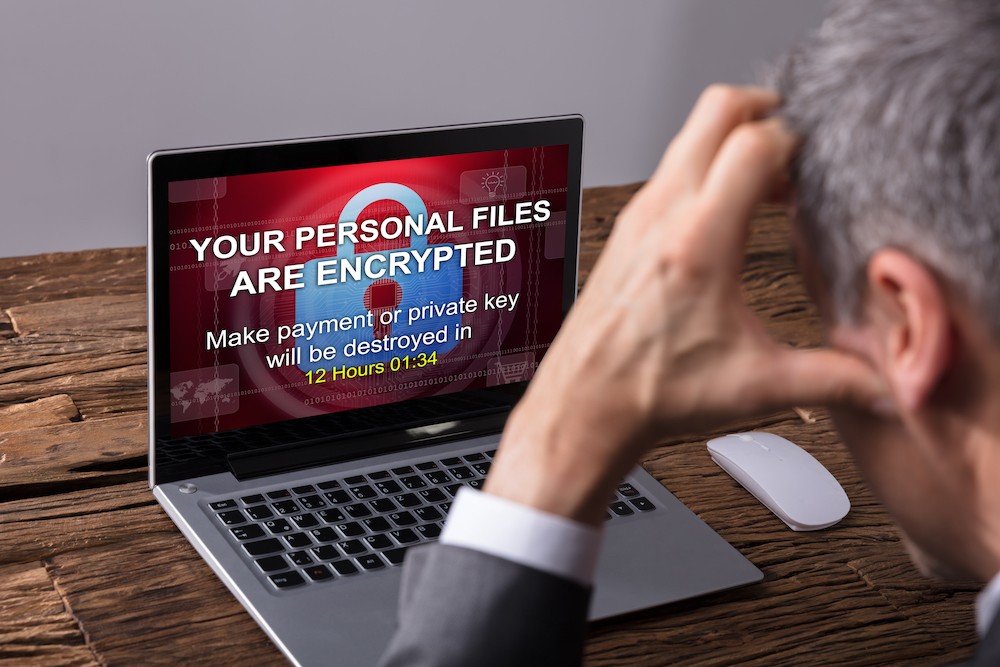 YOUR PERSONAL FILES
ARE ENCRYPTED
Make payment or private key
will be destroyed in
12 Hours 01:34